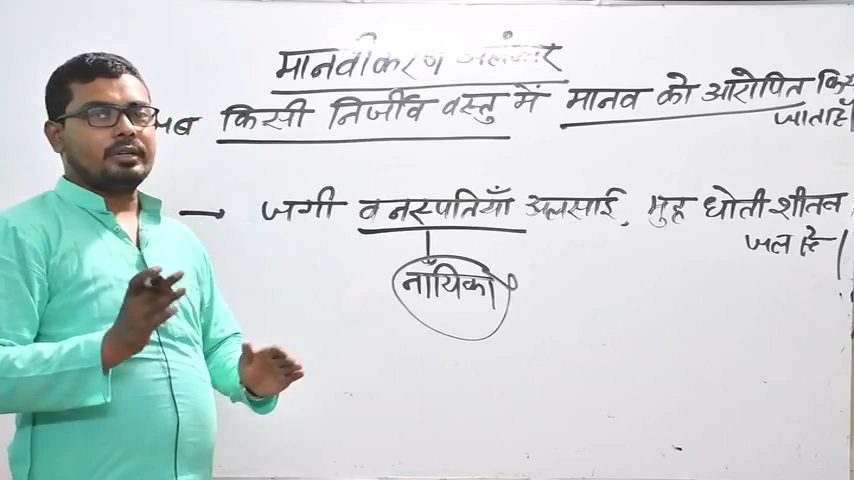 मानवीकरण अलंकार
जब किसी निर्जीव वस्तु में मानव को आरोपित किय
जाता है
→ जगी वनस्पतियाँ अलसाई, मुह धोती शीतल
जल से।
नायिका